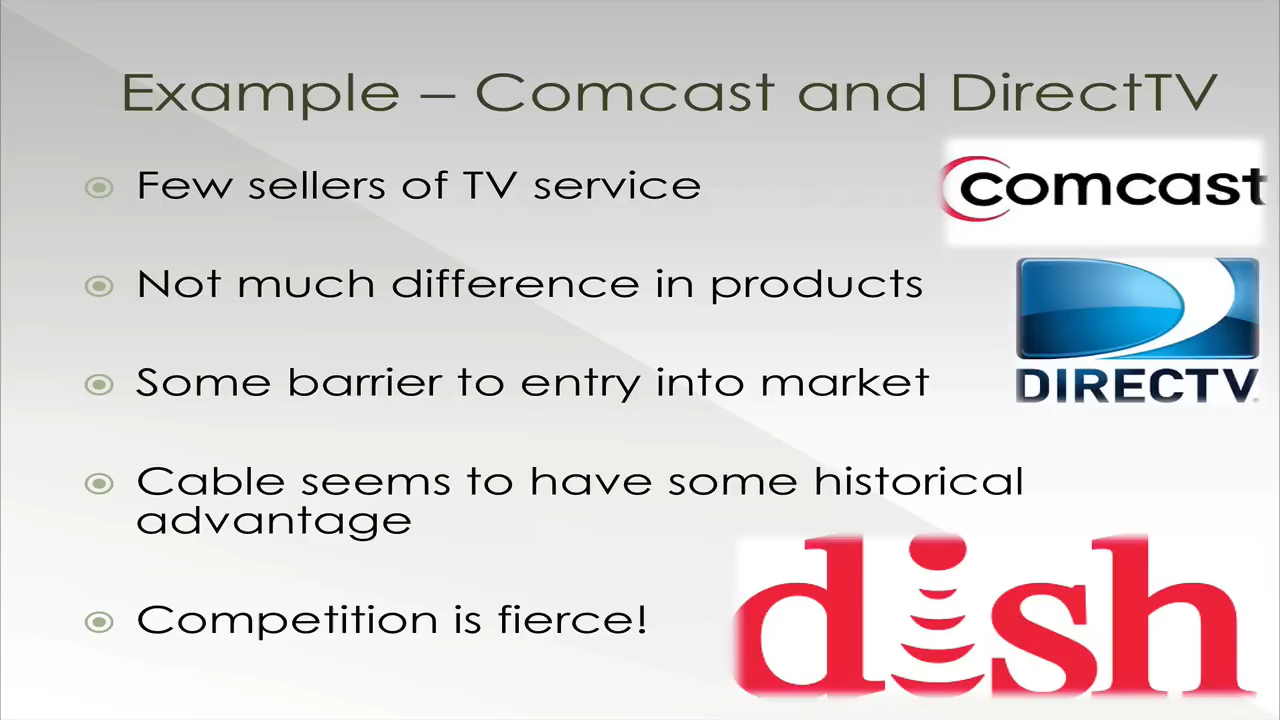 Example – Comcast and DirectTV
Few sellers of TV service
Comcast
Not much difference in products
DIRECTV
Some barrier to entry into market
Cable seems to have some historical
advantage
dish
Competition is fierce!